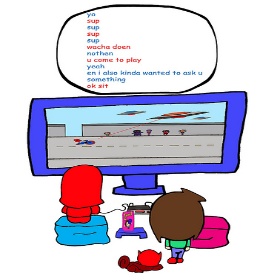 yo
sup
sup
sup
sup
wacha doen
nothen
u come to play
yeah
en i also kinda wanted to ask u
something
ok sit